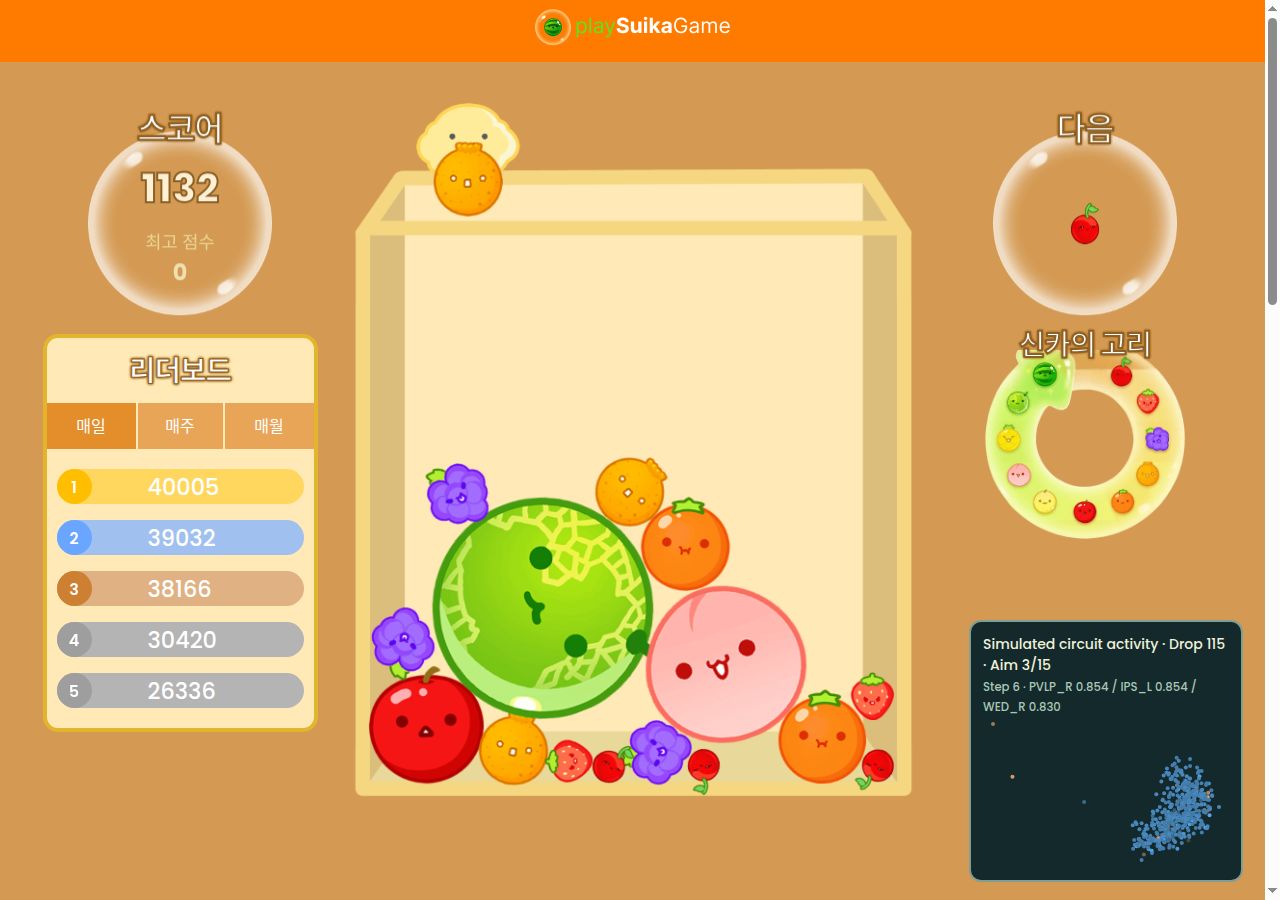 playSuikaGame
스코어
1132
최고 점수
0
리더보드
매일
매주
매월
1
40005
2
39032
3
38166
4
30420
5
26336
다음
신카의 고리
Simulated circuit activity · Drop 115
· Aim 3/15
Step 6 · PVLP_R 0.854 / IPS_L 0.854 /
WED_R 0.830